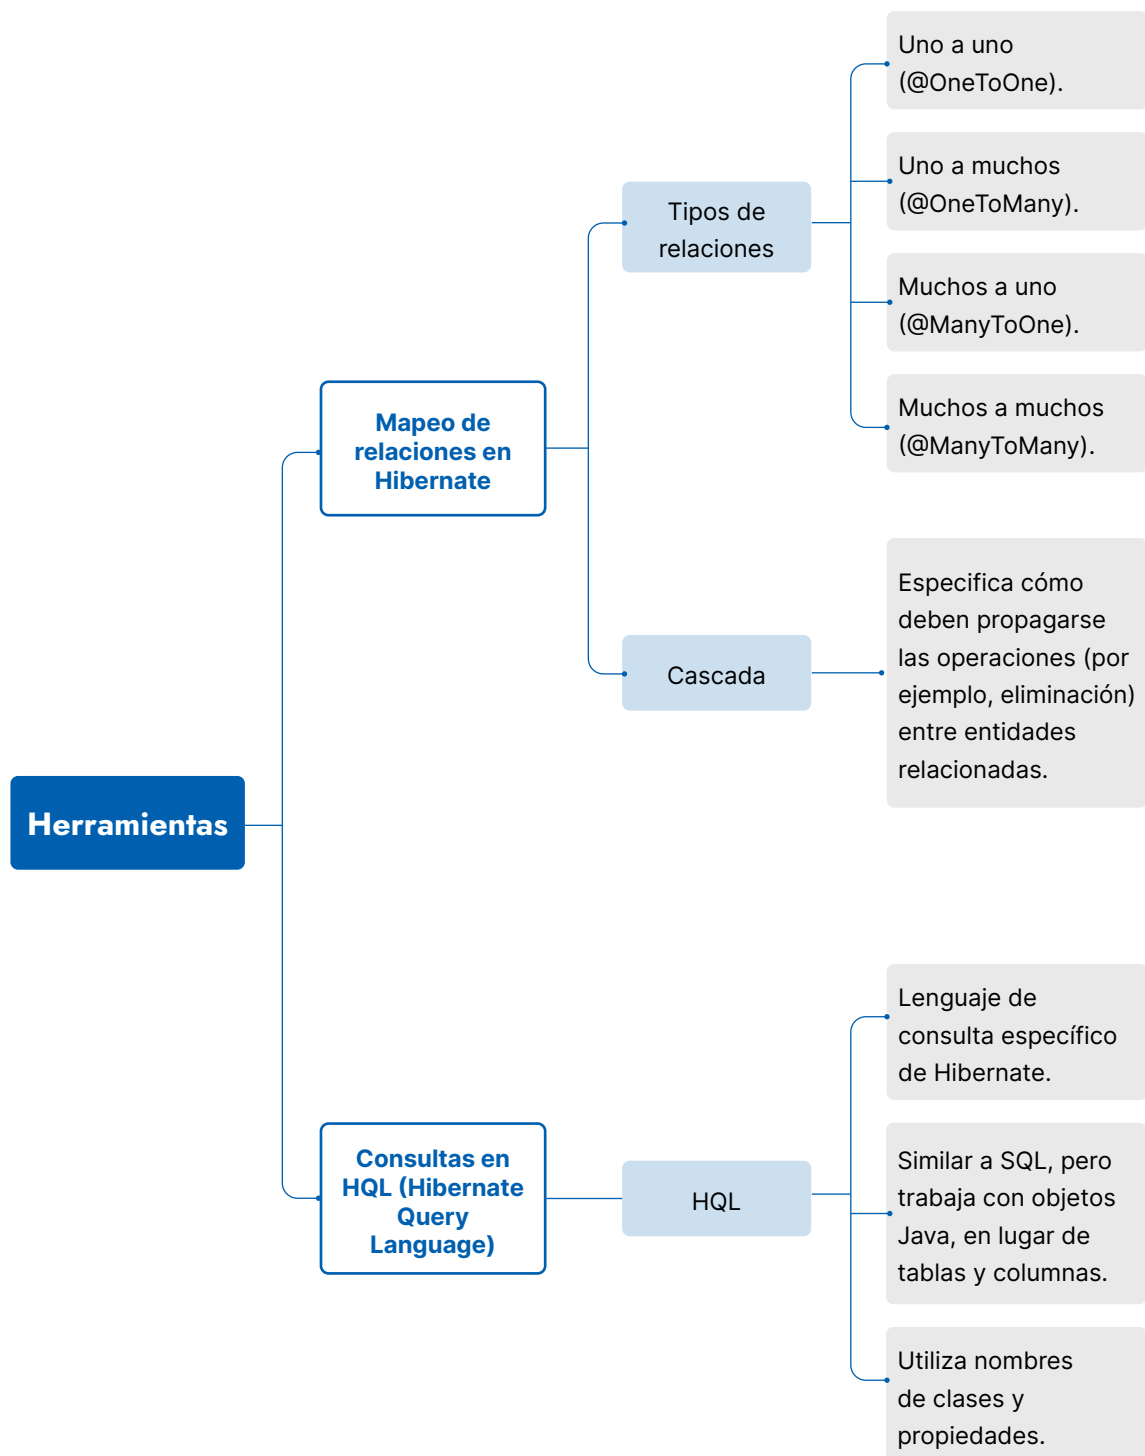 Herramientas
Mapeo de
relaciones en
Hibernate
Tipos de
relaciones
Uno a uno
(@OneToOne).
Uno a muchos
(@OneToMany).
Muchos a uno
(@ManyToOne).
Muchos a muchos
(@ManyToMany).
Cascada
Especifica cómo
deben propagarse
las operaciones (por
ejemplo, eliminación)
entre entidades
relacionadas.
Consultas en
HQL (Hibernate
Query
Language)
HQL
Lenguaje de
consulta específico
de Hibernate.
Similar a SQL, pero
trabaja con objetos
Java, en lugar de
tablas y columnas.
Utiliza nombres
de clases y
propiedades.